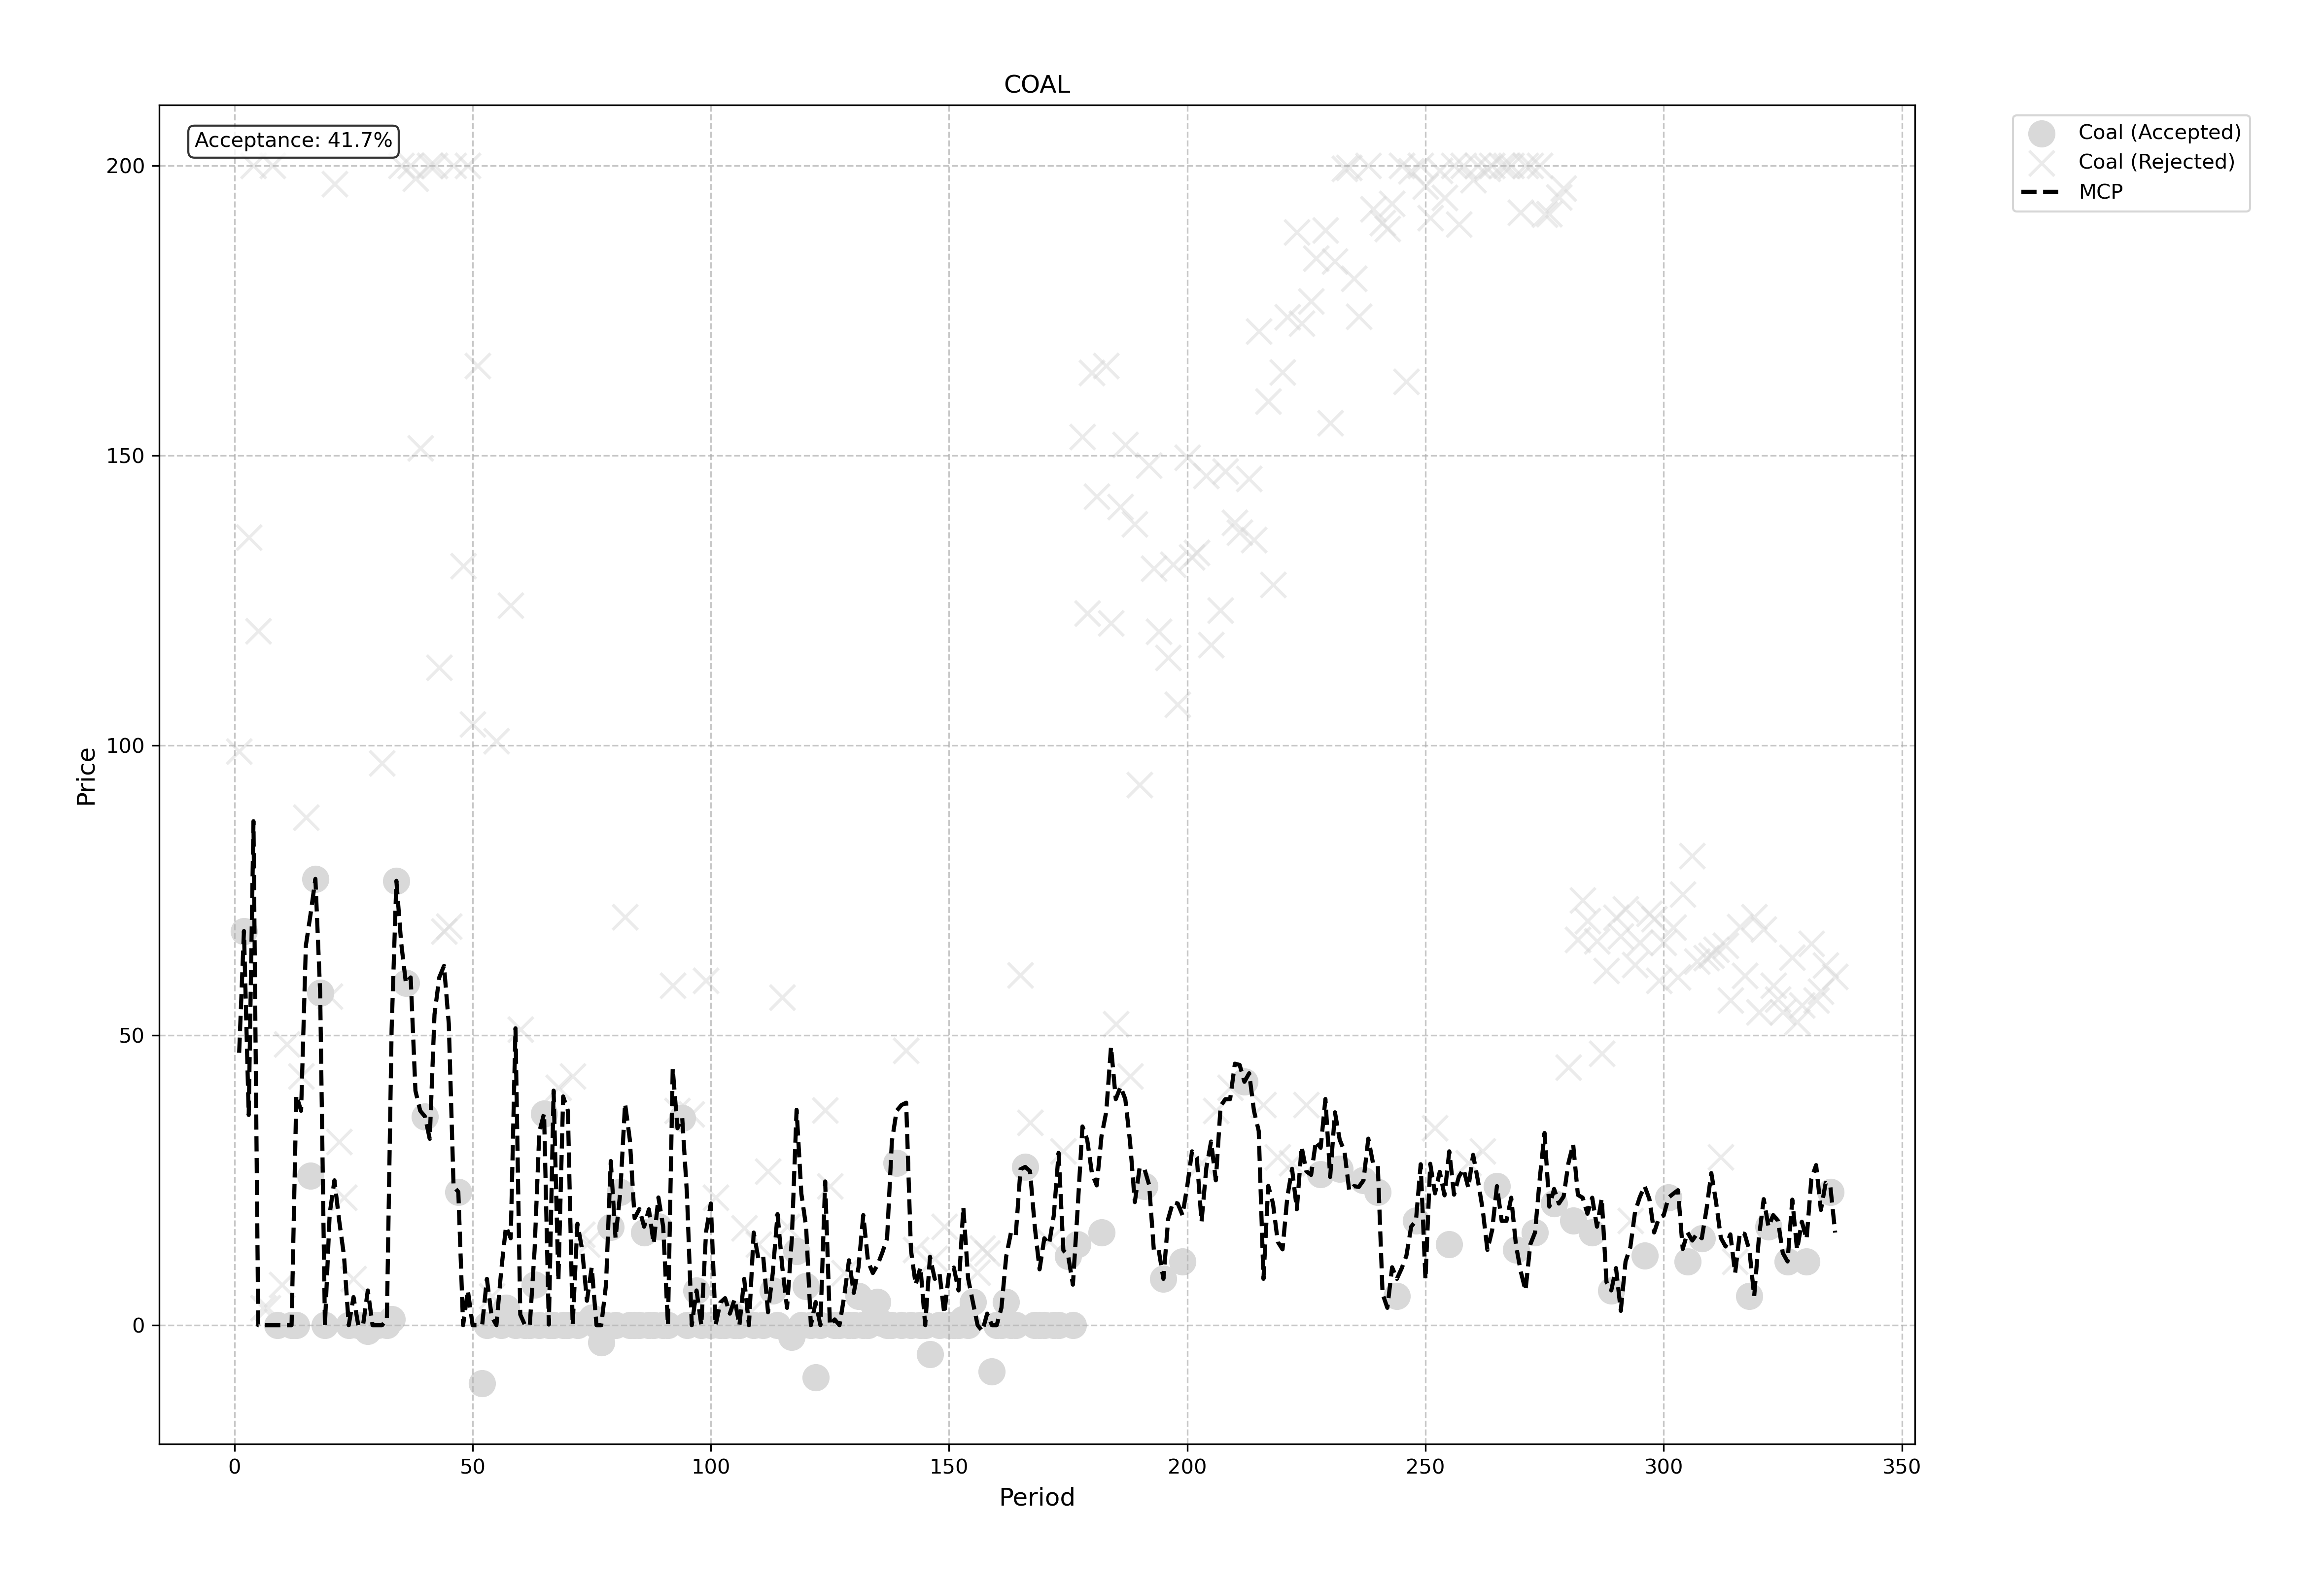 COAL
Acceptance: 41.7%
Coal (Accepted)
Coal (Rejected)
MCP
200
150
100
50
0
Price
0 50 100 150 200 250 300 350
Period